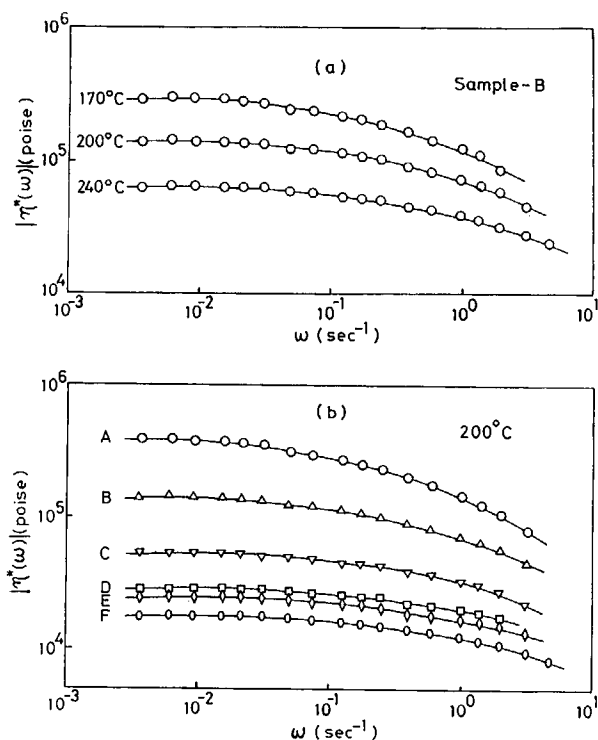 (a)
Sample-B
10⁶
10⁵
10⁴
|η*(ω)|(poise)
170°C
200°C
240°C
10⁻³ 10⁻² 10⁻¹ 10⁰ 10¹
ω (sec⁻¹)
(b)
200°C
10⁶
10⁵
10⁴
|η*(ω)|(poise)
A
B
C
D
E
F
10⁻³ 10⁻² 10⁻¹ 10⁰ 10¹
ω (sec⁻¹)